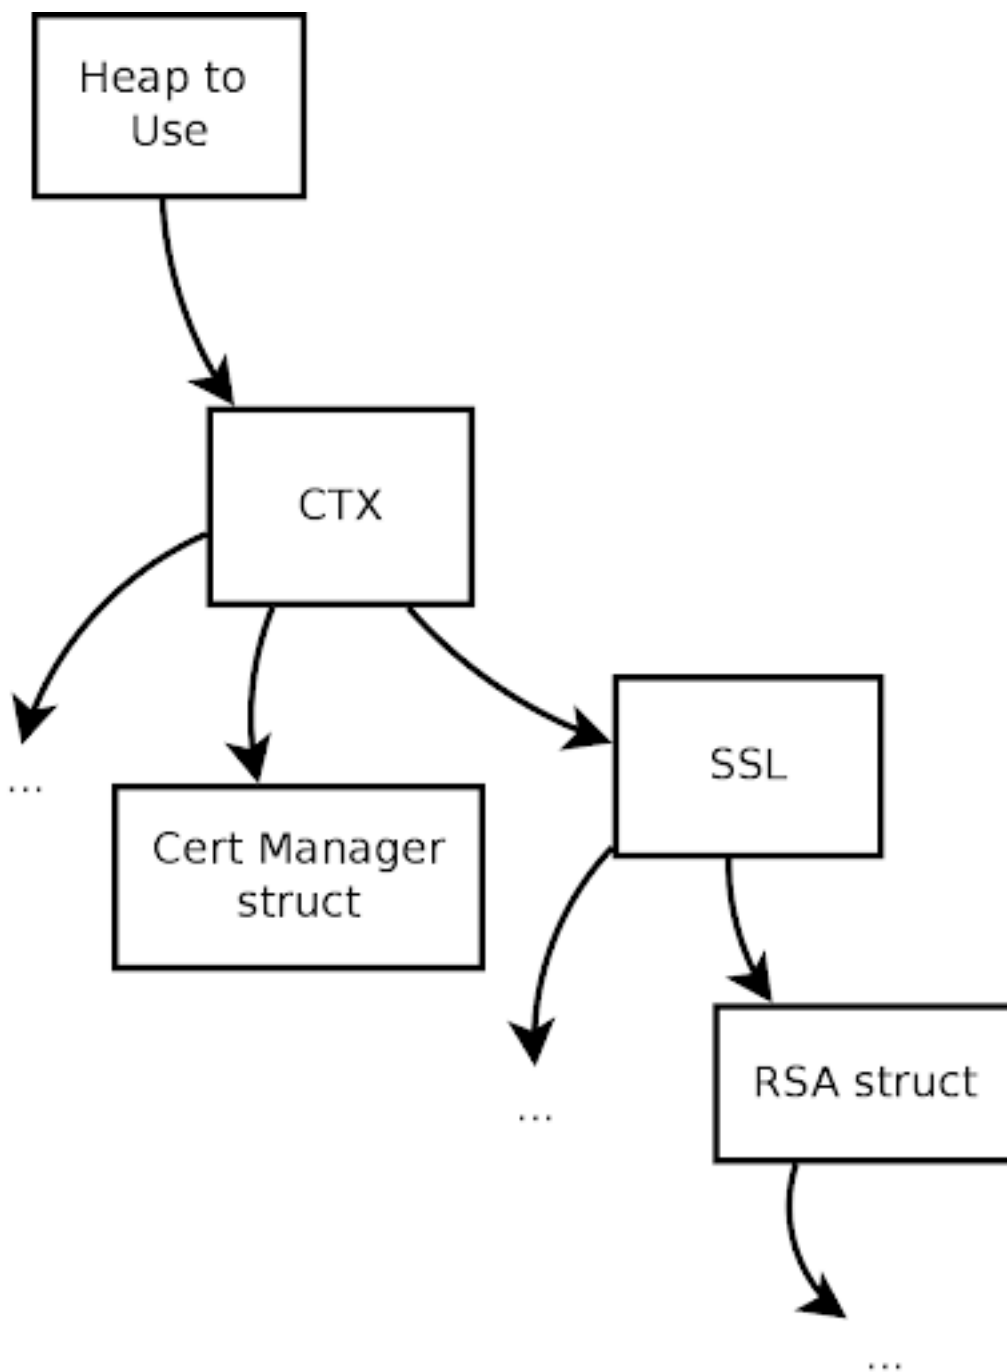 Heap to
Use
CTX
SSL
...
Cert Manager
struct
RSA struct
...
...